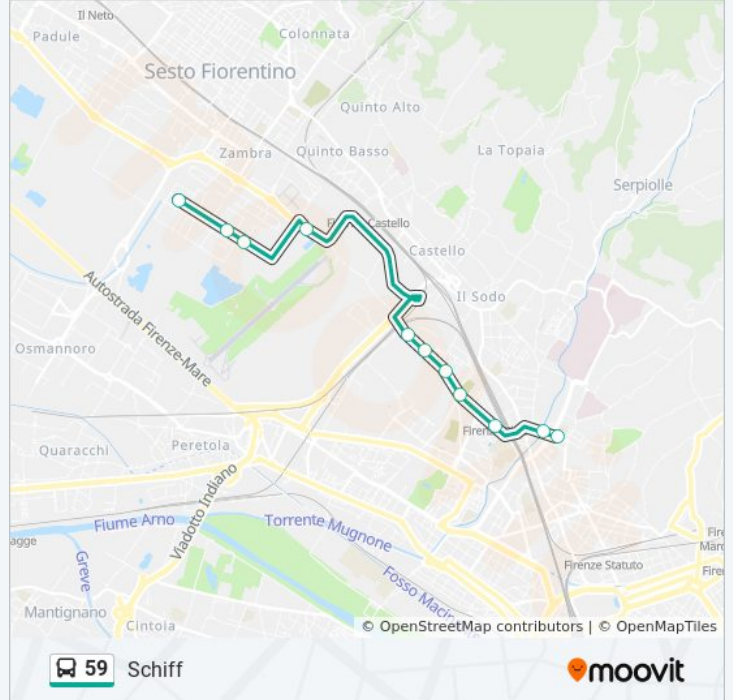 Il Neto
Colonnata
Padule
Sesto Fiorentino
Quinto Alto
Zambra
Quinto Basso
La Topaia
Serpiolle
Castello
Castello
Il Sodo
Autostrada Firenze-Mare
Osmannoro
Quaracchi
Peretola
Viadotto Indiano
Fiume Arno
Torrente Mugnone
agge
Greve
Fosso Maci
Firenze Statuto
Mantignano
Cintoia
© OpenStreetMap contributors | © OpenMapTiles
59 Schiff
moovit